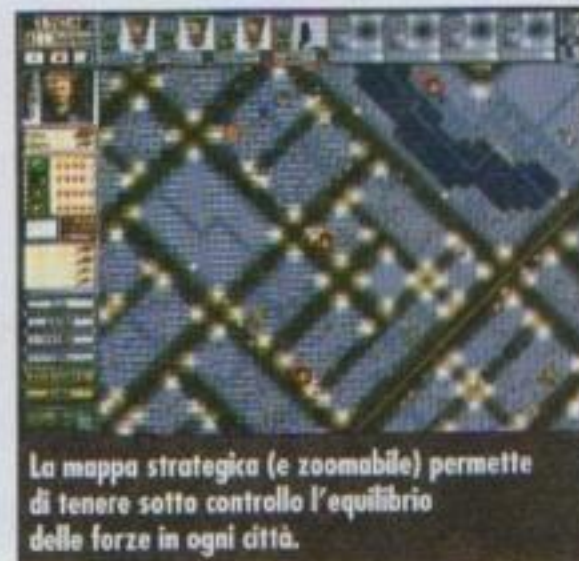 La mappa strategica (e zoomabile) permette
di tenere sotto controllo l'equilibrio
delle forze in ogni città.